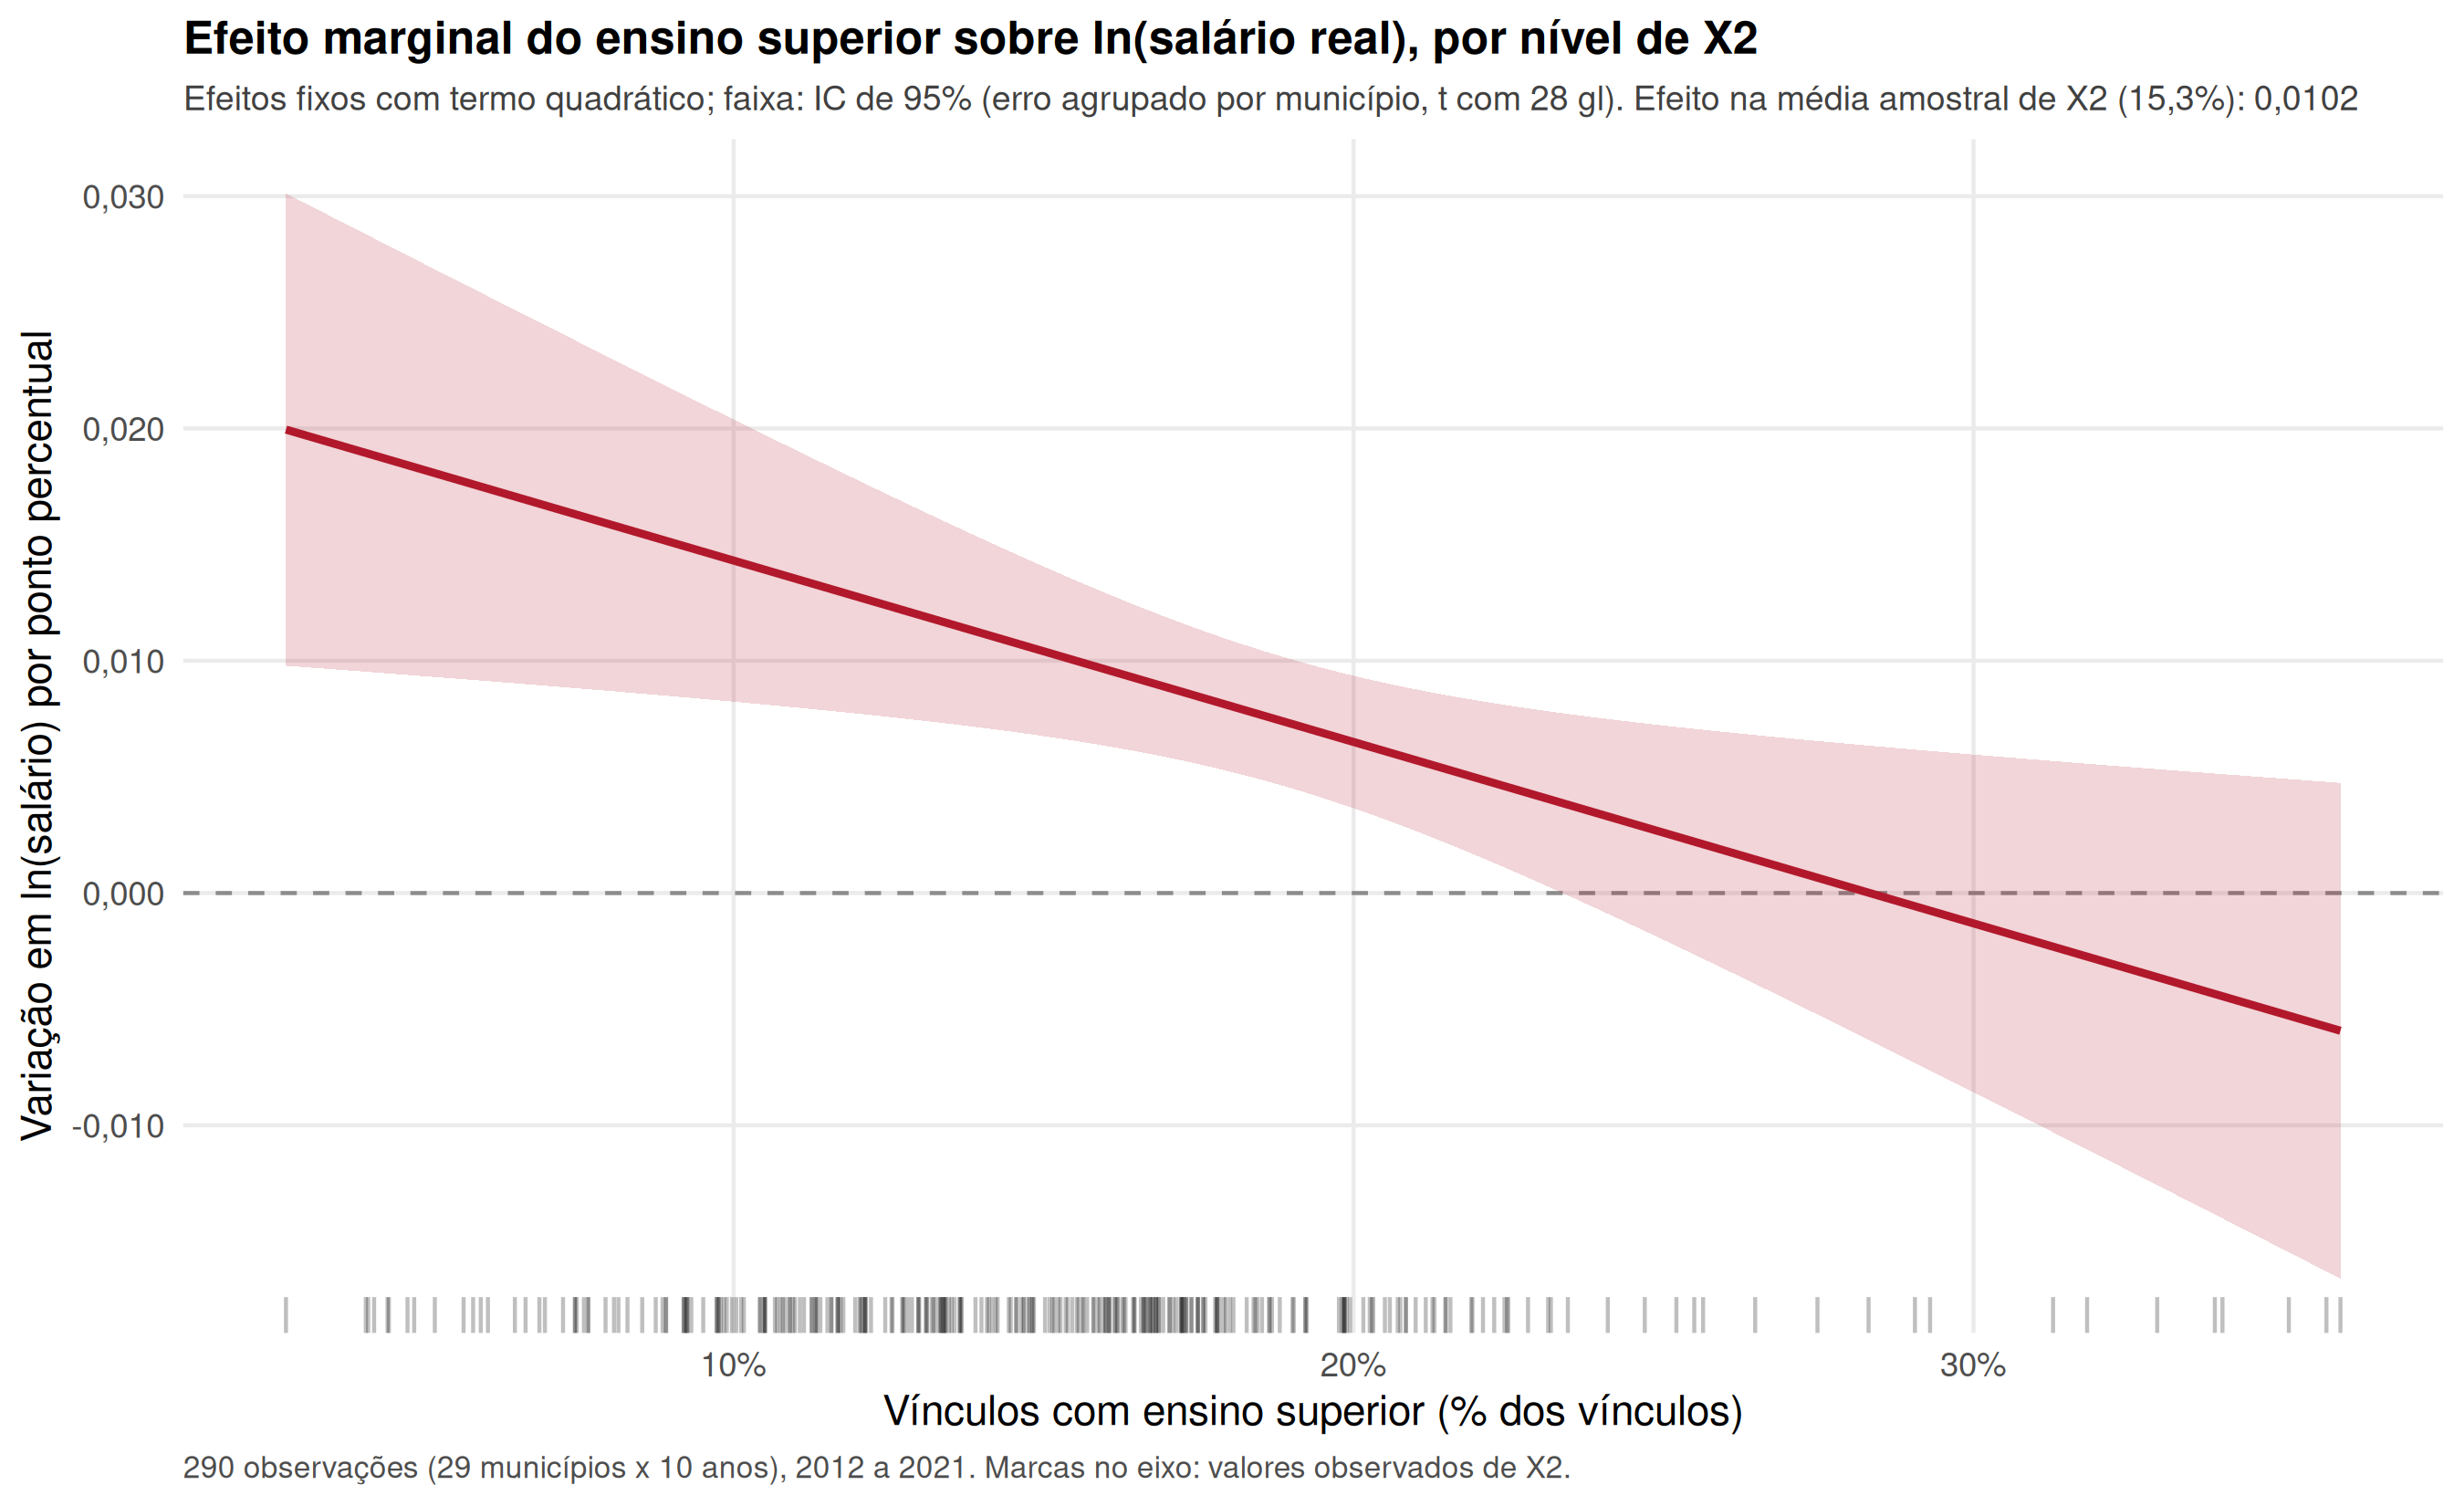 Efeito marginal do ensino superior sobre ln(salário real), por nível de X2
Efeitos fixos com termo quadrático; faixa: IC de 95% (erro agrupado por município, t com 28 gl). Efeito na média amostral de X2 (15,3%): 0,0102
Variação em ln(salário) por ponto percentual
0,030
0,020
0,010
0,000
-0,010
10%
20%
30%
Vínculos com ensino superior (% dos vínculos)
290 observações (29 municípios x 10 anos), 2012 a 2021. Marcas no eixo: valores observados de X2.